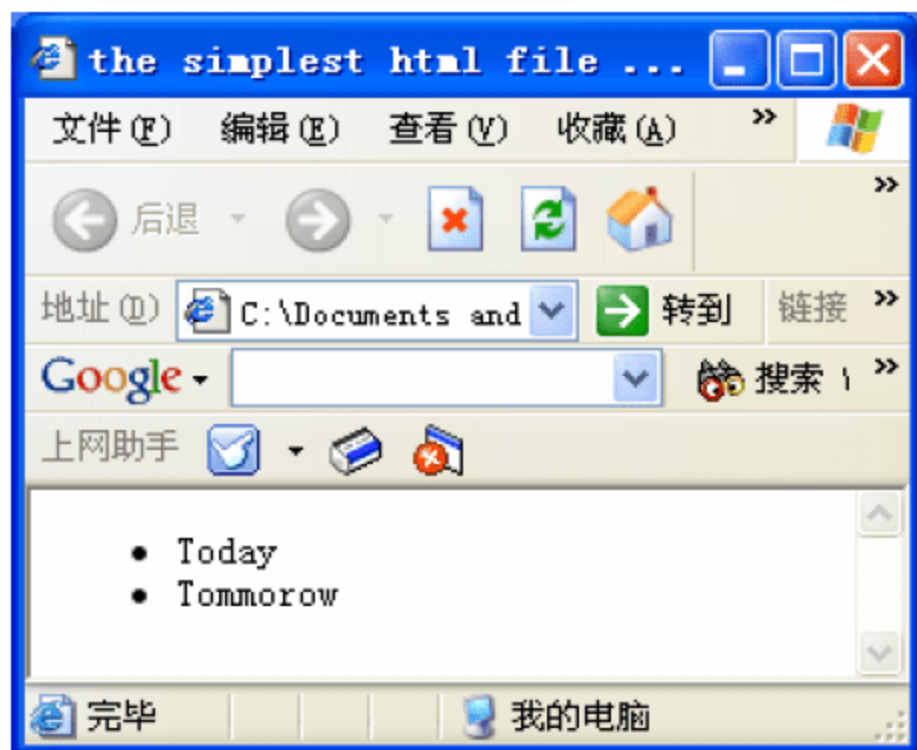 the simplest html file ...
文件(F) 编辑(E) 查看(V) 收藏(A) »
后退 »
地址(D) C:\Documents and 转到 链接 »
Google 搜索 »
上网助手
• Today
• Tommorow
完毕 我的电脑